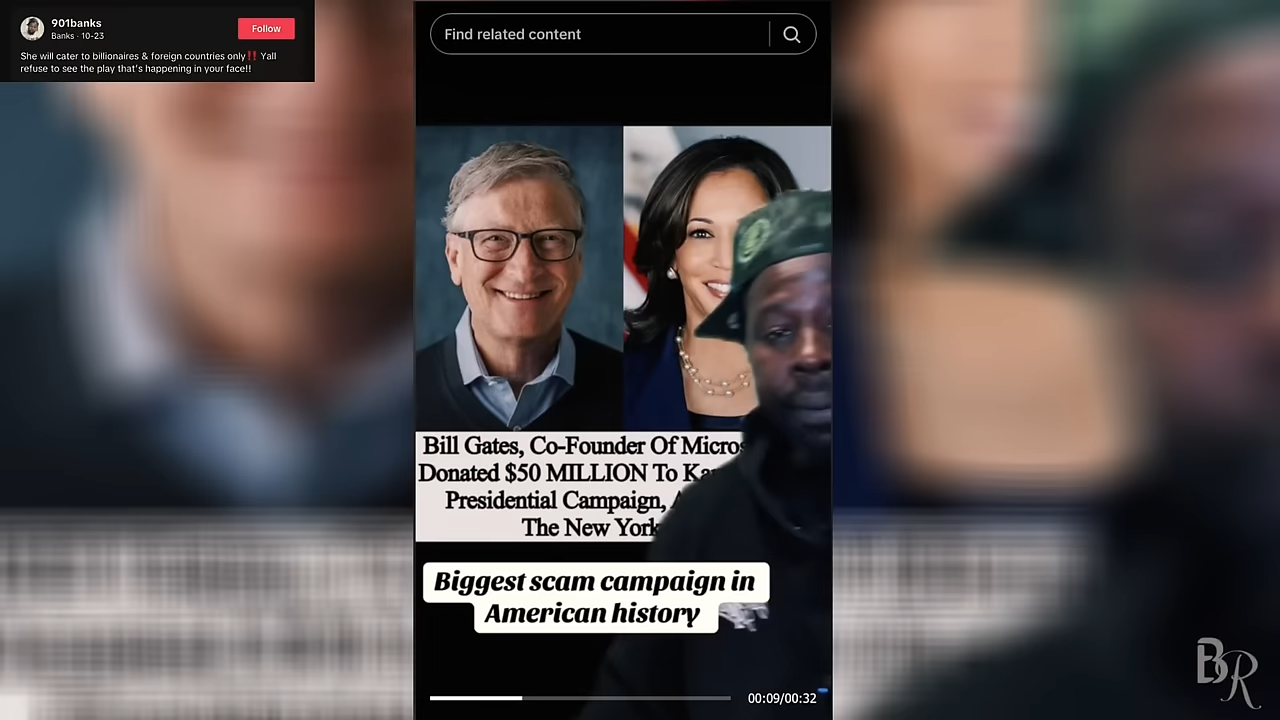 901banks
Banks · 10-23
Follow
She will cater to billionaires & foreign countries only‼️ Yall
refuse to see the play that's happening in your face!!
Find related content
Bill Gates, Co-Founder Of Micros
Donated $50 MILLION To Ka
Presidential Campaign,
The New York
Biggest scam campaign in
American history
00:09/00:32
BR